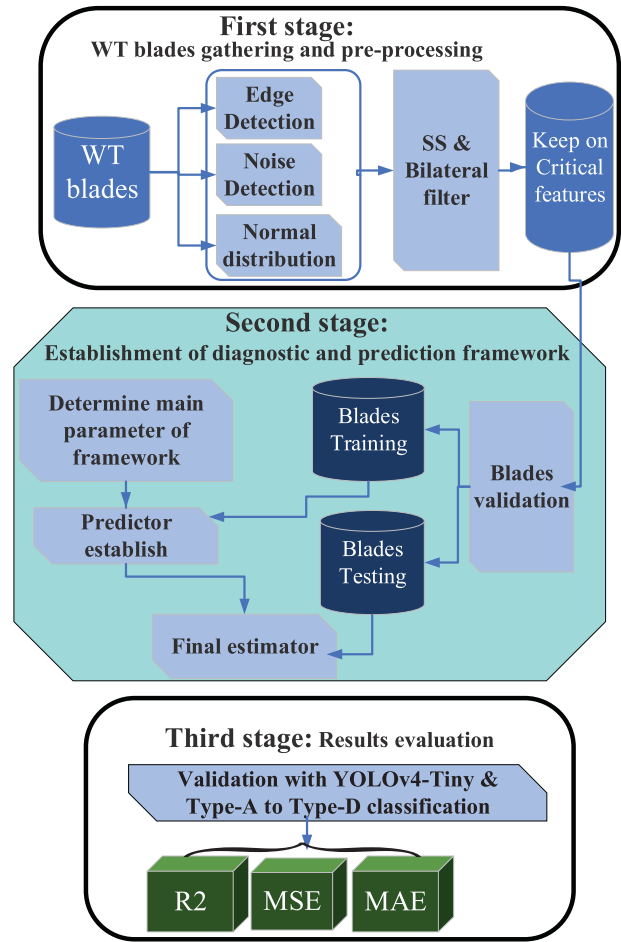 First stage:
WT blades gathering and pre-processing
WT
blades
Edge
Detection
Noise
Detection
Normal
distribution
SS &
Bilateral
filter
Keep on
Critical
features
Second stage:
Establishment of diagnostic and prediction framework
Determine main
parameter of
framework
Predictor
establish
Blades
Training
Blades
Testing
Blades
validation
Final estimator
Third stage: Results evaluation
Validation with YOLOv4-Tiny &
Type-A to Type-D classification
R2
MSE
MAE